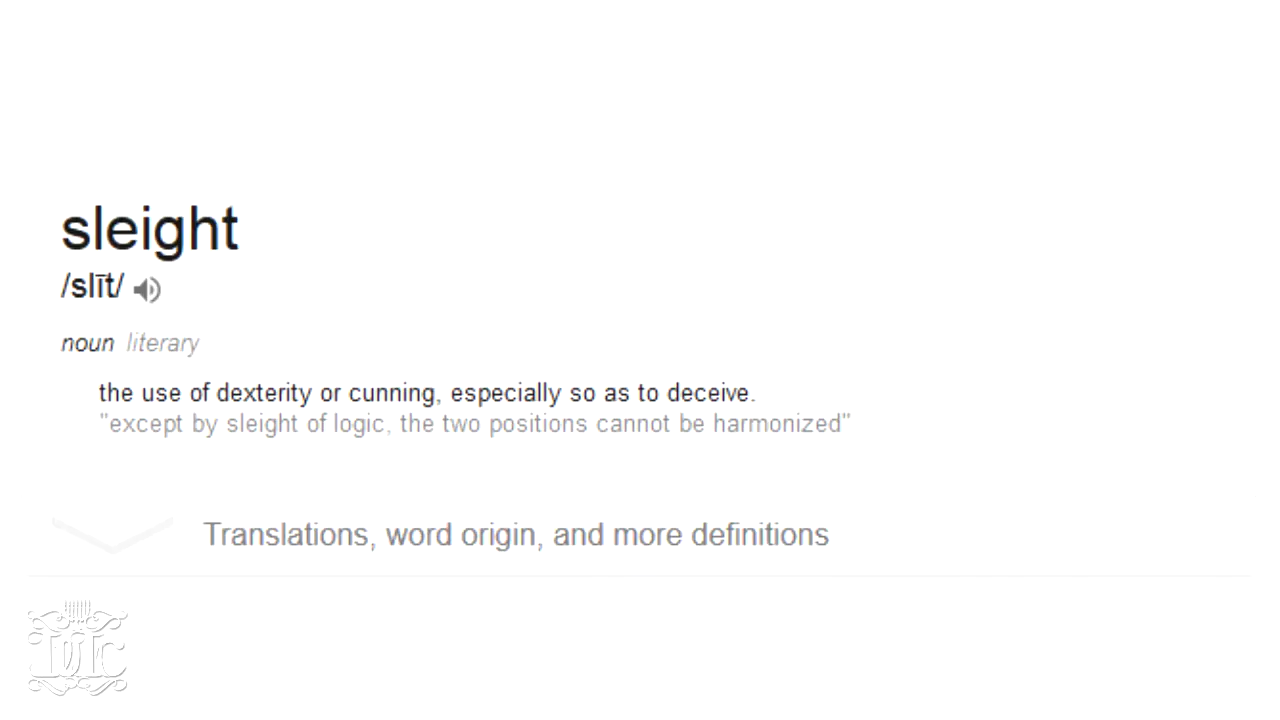 sleight
/slīt/
noun literary
the use of dexterity or cunning, especially so as to deceive.
"except by sleight of logic, the two positions cannot be harmonized"
Translations, word origin, and more definitions